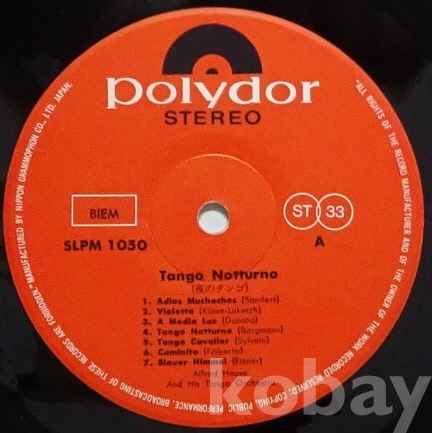 polydor
STEREO
BIEM
ST 33
SLPM 1050
A
Tango Notturno
(夜のタンゴ)
1. Adios Muchachos (Sanders)
2. Violetta (Klose-Lukesch)
3. A Media Luz (Donato)
4. Tango Notturno (Borgmann)
5. Tango Cavalier (Sylvain)
6. Caminito (Filiberto)
7. Blauer Himmel (Rixner)
Alfred Hause
And His Tango Orchestra
MANUFACTURED BY NIPPON GRAMMOPHON CO., LTD. JAPAN
"ALL RIGHTS OF THE RECORD MANUFACTURER AND OF THE OWNER OF THE WORK RECORDED RESERVED. COPYING, PUBLIC PERFORMANCE, BROADCASTING OF THESE RECORDS ARE FORBIDDEN."
kobay